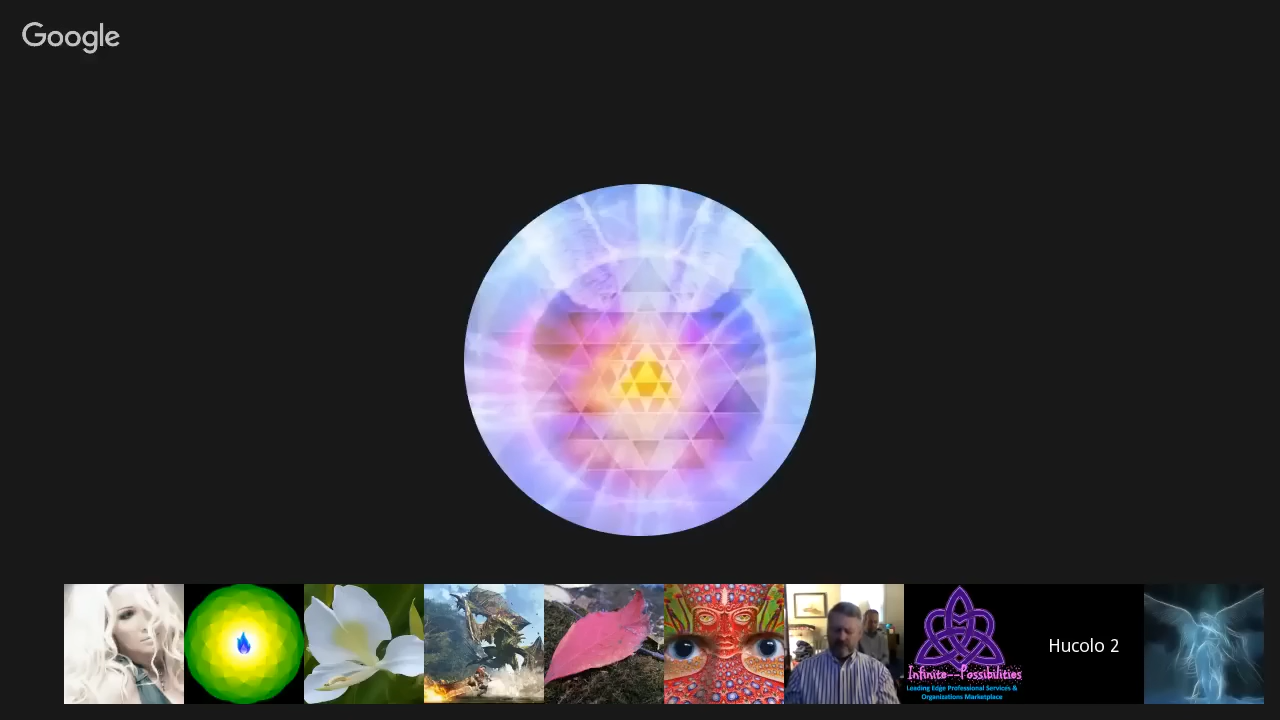 Google
Infinite--Possibilities
Leading Edge Professional Services &
Organizations Marketplace
Hucolo 2